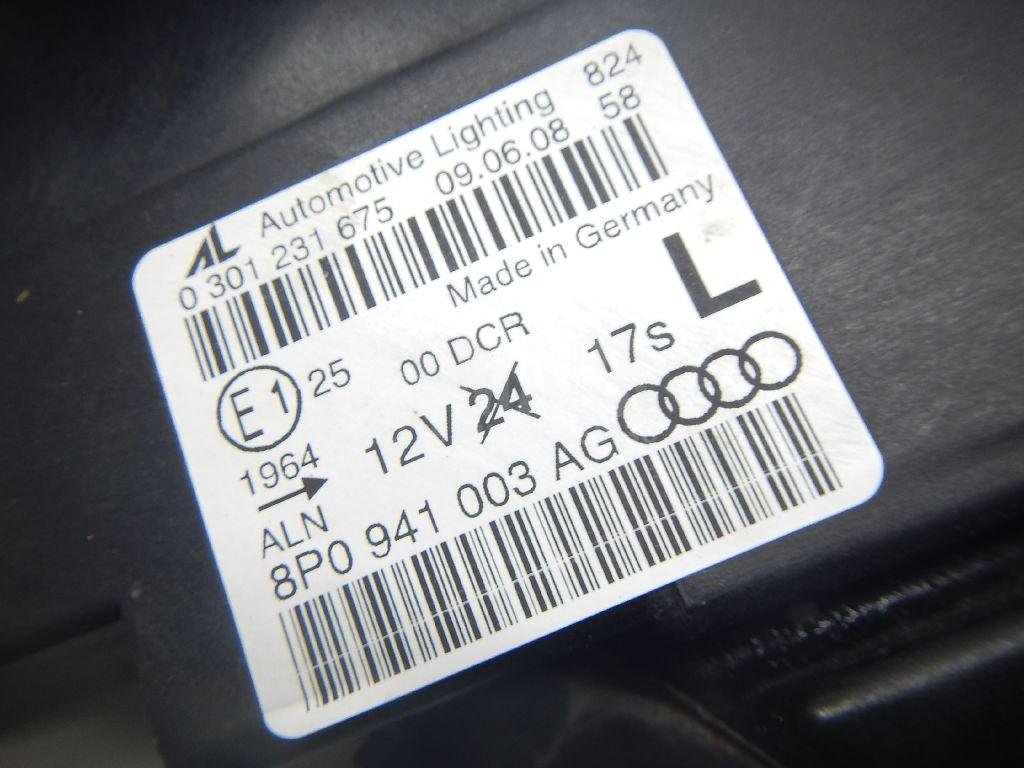 AL Automotive Lighting 824
0 301 231 675 09.06.08 58
Made in Germany
L
E1 25 00 DCR 17s
1964 12V 24
ALN
8P0 941 003 AG